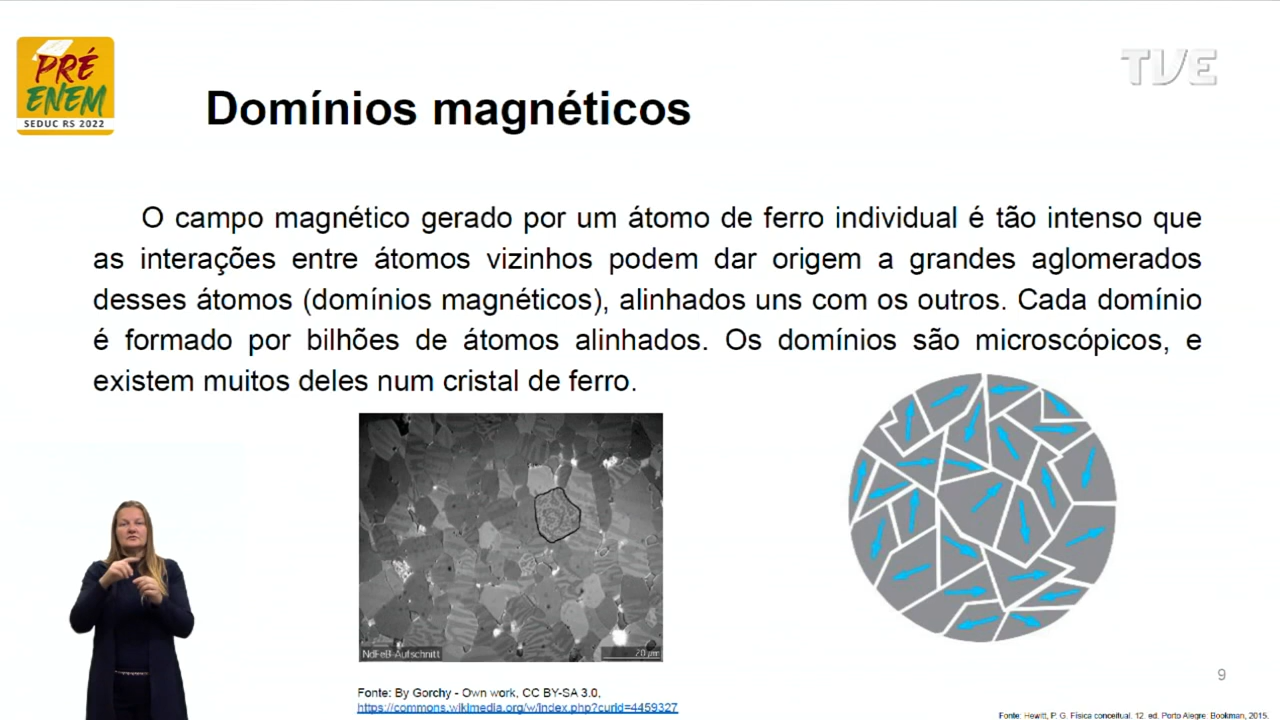 PRÉ
ENEM
SEDUC RS 2022
TVE
Domínios magnéticos
O campo magnético gerado por um átomo de ferro individual é tão intenso que
as interações entre átomos vizinhos podem dar origem a grandes aglomerados
desses átomos (domínios magnéticos), alinhados uns com os outros. Cada domínio
é formado por bilhões de átomos alinhados. Os domínios são microscópicos, e
existem muitos deles num cristal de ferro.
NdFeB Aufschnitt
20 µm
Fonte: By Gorchy - Own work, CC BY-SA 3.0,
https://commons.wikimedia.org/w/index.php?curid=4459327
9
Fonte: Hewitt, P. G. Física conceitual. 12. ed. Porto Alegre: Bookman, 2015.